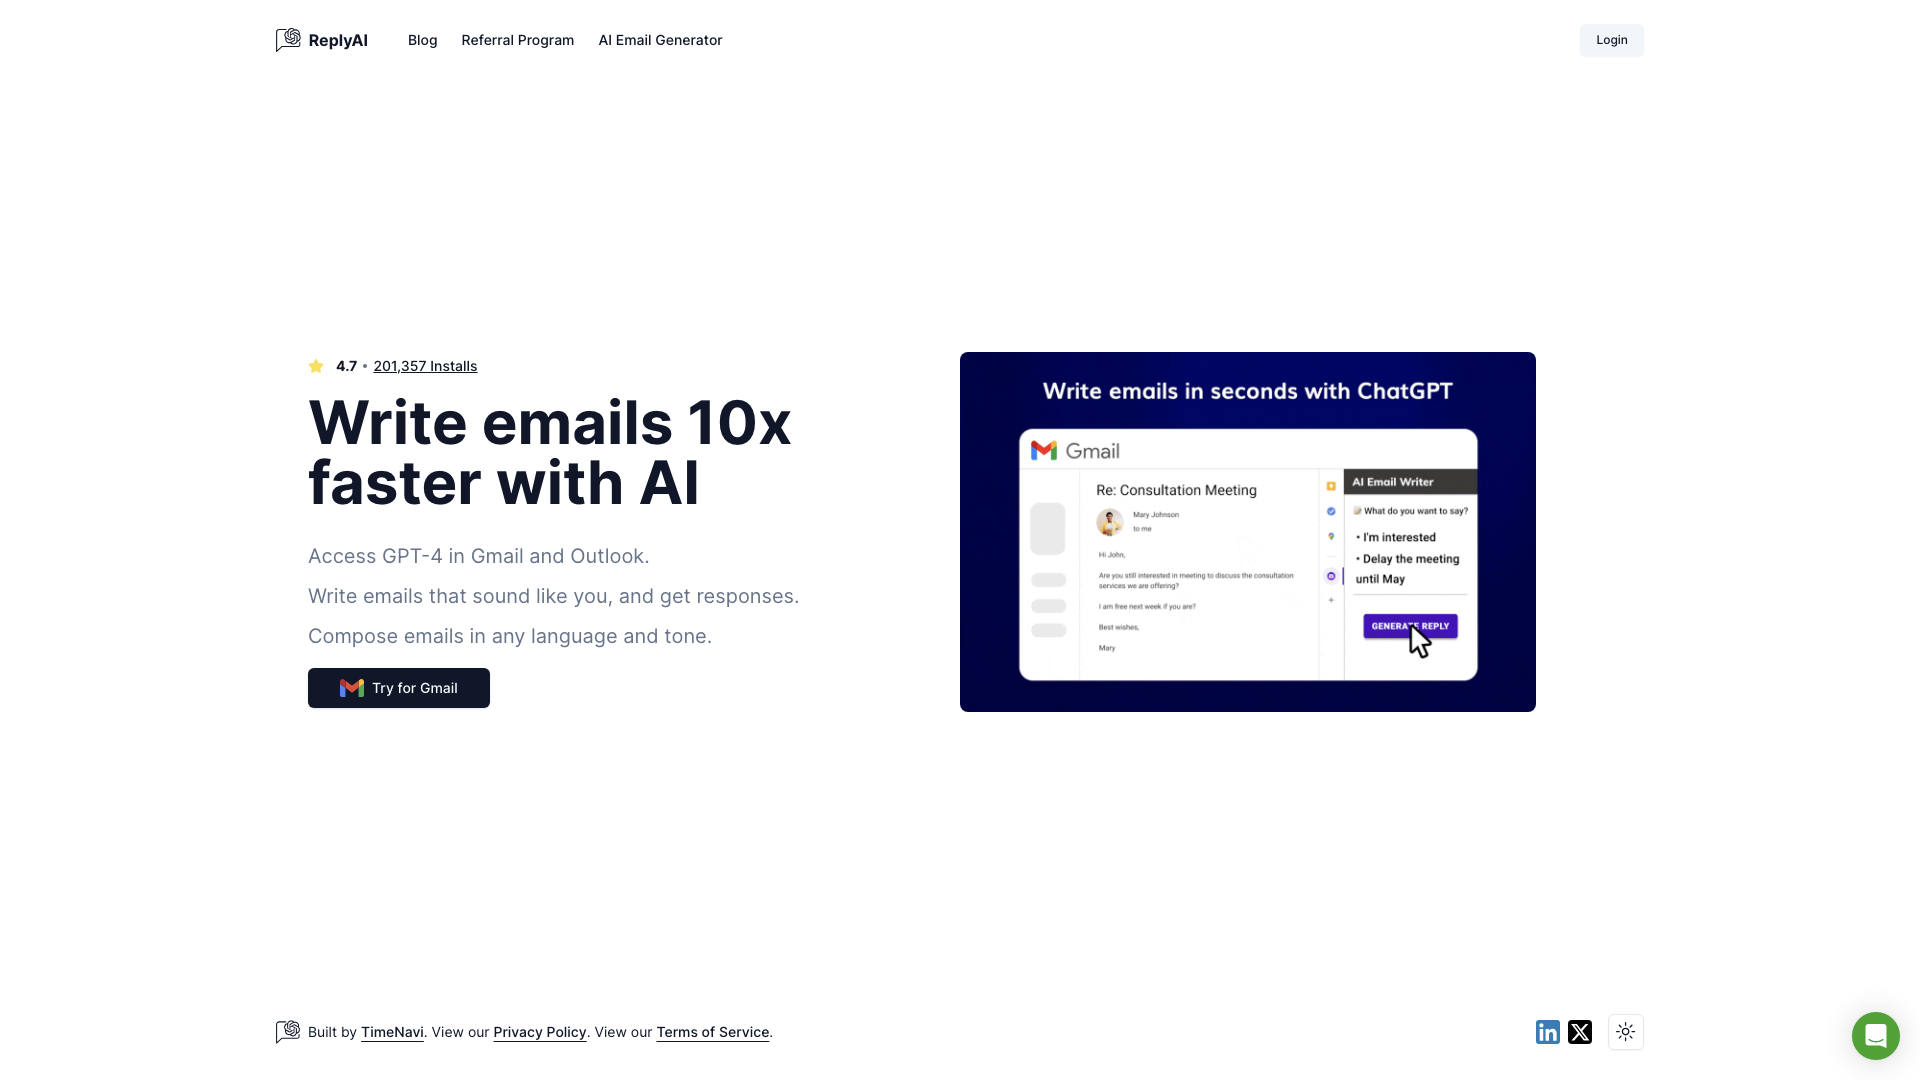 ReplyAI
Blog
Referral Program
AI Email Generator
Login
4.7 • 201,357 Installs
Write emails 10x
faster with AI
Access GPT-4 in Gmail and Outlook.
Write emails that sound like you, and get responses.
Compose emails in any language and tone.
Try for Gmail
Write emails in seconds with ChatGPT
Gmail
Re: Consultation Meeting
Mary Johnson
to me
Hi John,
Are you still interested in meeting to discuss the consultation
services we are offering?
I am free next week if you are?
Best wishes,
Mary
AI Email Writer
What do you want to say?
• I'm interested
• Delay the meeting
until May
GENERATE REPLY
Built by TimeNavi. View our Privacy Policy. View our Terms of Service.